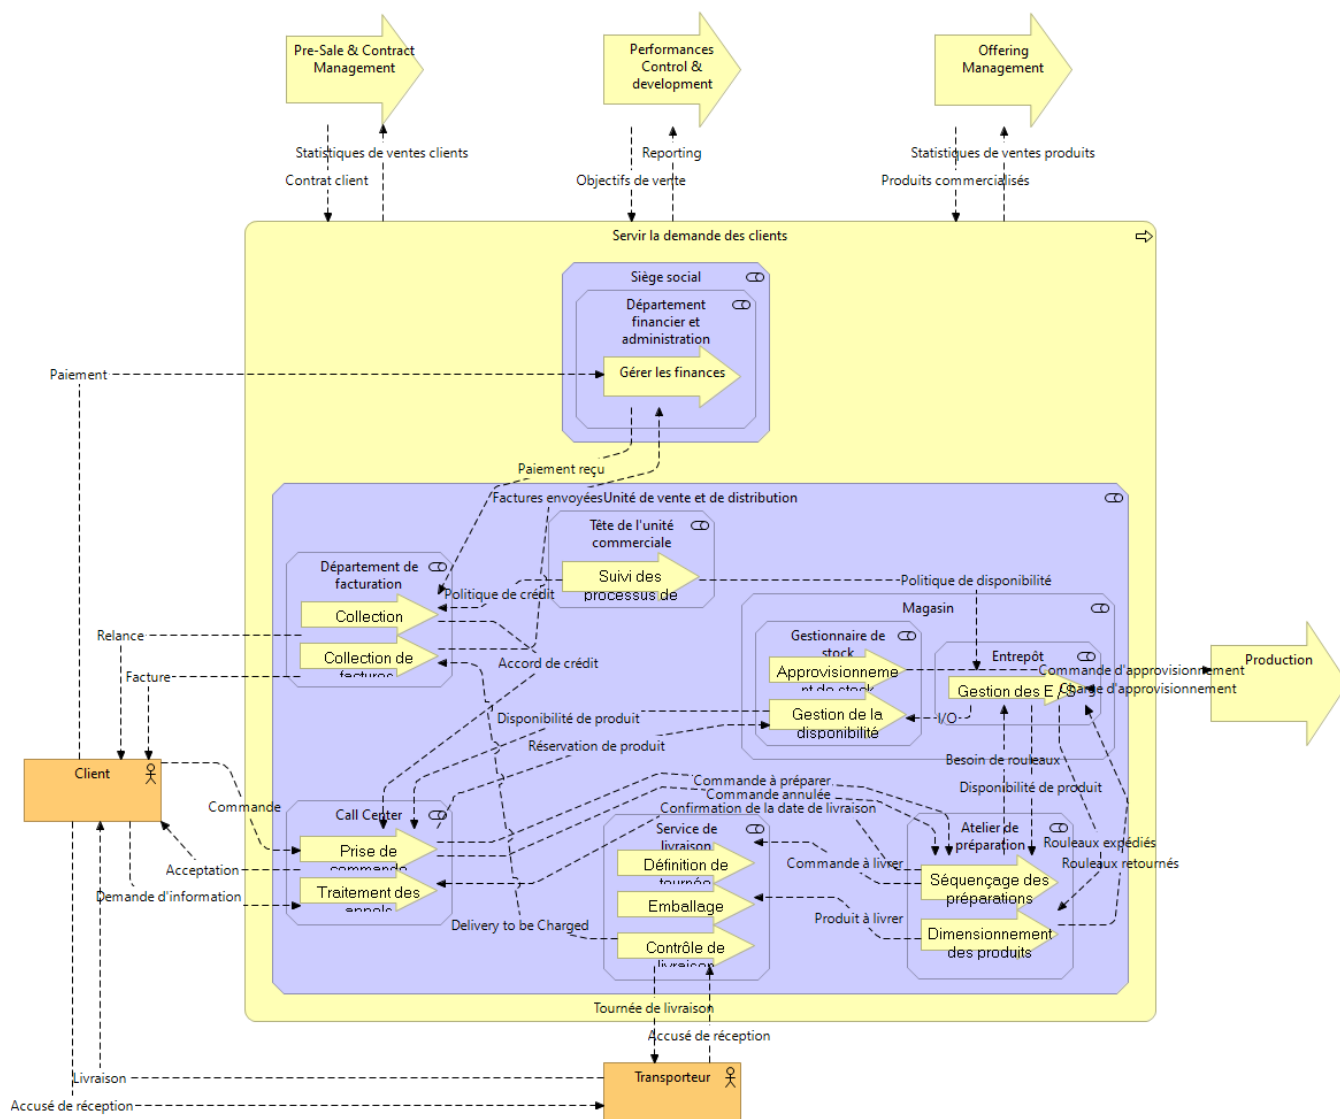 Pre-Sale & Contract
Management
Performances
Control &
development
Offering
Management
Statistiques de ventes clients
Reporting
Statistiques de ventes produits
Contrat client
Objectifs de vente
Produits commercialisés
Servir la demande des clients
Siège social
Département
financier et
administration
Gérer les finances
Paiement
Paiement reçu
Factures envoyées
Unité de vente et de distribution
Tête de l'unité
commerciale
Suivi des
processus de
Politique de disponibilité
Département de
facturation
Politique de crédit
Collection
Collection de
factures
Relance
Facture
Accord de crédit
Magasin
Gestionnaire de
stock
Approvisionneme
nt de stock
Gestion de la
disponibilité
Entrepôt
Gestion des E / S
I/O
Commande d'approvisionnement
Charge d'approvisionnement
Production
Disponibilité de produit
Réservation de produit
Besoin de rouleaux
Disponibilité de produit
Client
Commande
Commande à préparer
Commande annulée
Confirmation de la date de livraison
Call Center
Prise de
commande
Traitement des
appels
Acceptation
Demande d'information
Service de
livraison
Définition de
tournée
Emballage
Contrôle de
livraison
Commande à livrer
Produit à livrer
Delivery to be Charged
Atelier de
préparation
Séquençage des
préparations
Dimensionnement
des produits
Rouleaux expédiés
Rouleaux retournés
Tournée de livraison
Accusé de réception
Transporteur
Livraison
Accusé de réception